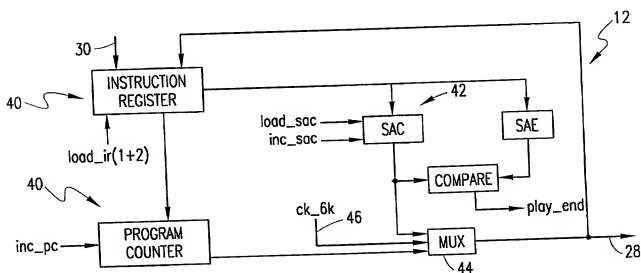 12
30
INSTRUCTION
REGISTER
40
42
load_sac
inc_sac
SAC
SAE
load_ir(1+2)
40
COMPARE
ck_6k
46
play_end
inc_pc
PROGRAM
COUNTER
MUX
44
28